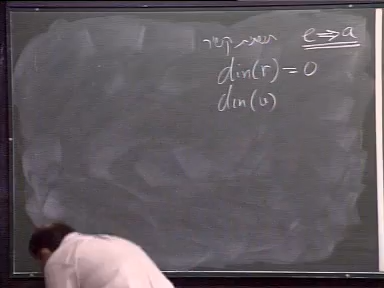 e ⇒ a
din(r) = 0
din(v)